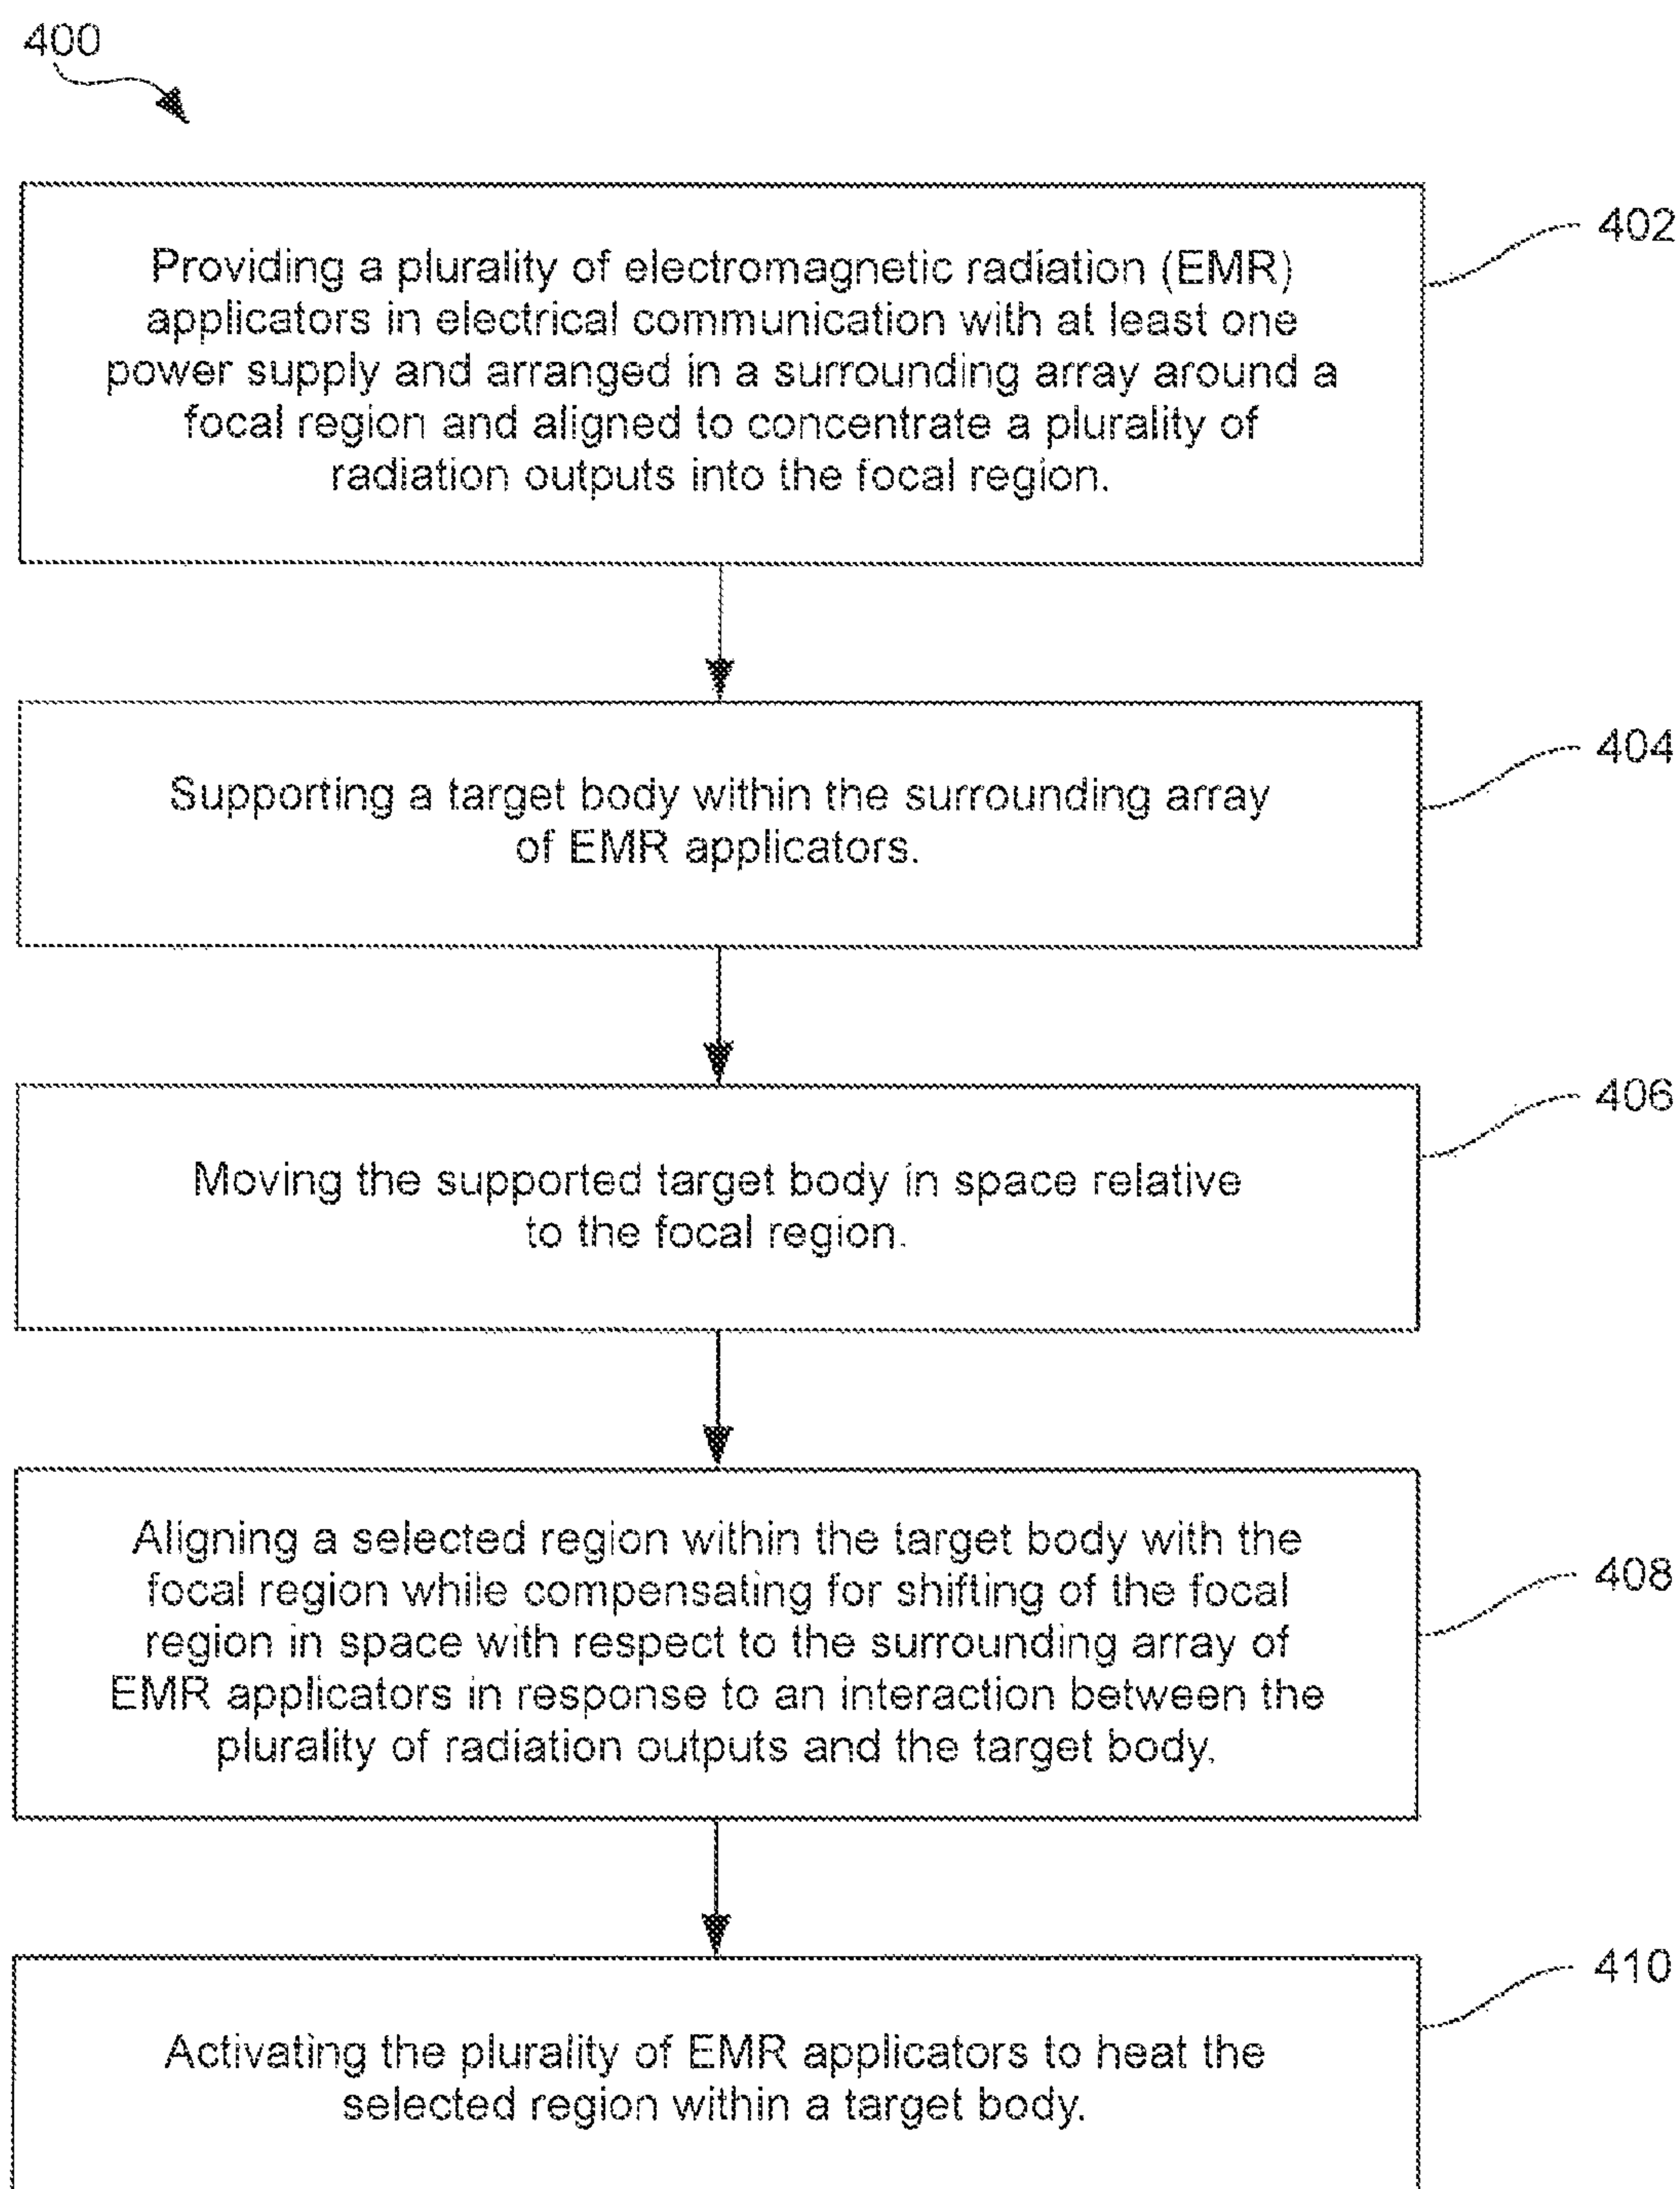 400
402
Providing a plurality of electromagnetic radiation (EMR)
applicators in electrical communication with at least one
power supply and arranged in a surrounding array around a
focal region and aligned to concentrate a plurality of
radiation outputs into the focal region.
404
Supporting a target body within the surrounding array
of EMR applicators.
406
Moving the supported target body in space relative
to the focal region.
408
Aligning a selected region within the target body with the
focal region while compensating for shifting of the focal
region in space with respect to the surrounding array of
EMR applicators in response to an interaction between the
plurality of radiation outputs and the target body.
410
Activating the plurality of EMR applicators to heat the
selected region within a target body.